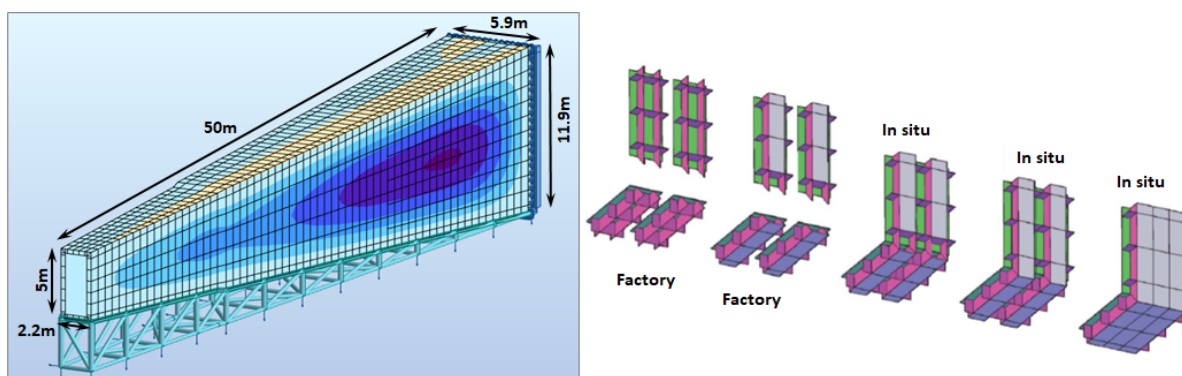 5.9m
50m
11.9m
5m
2.2m
Factory
Factory
In situ
In situ
In situ